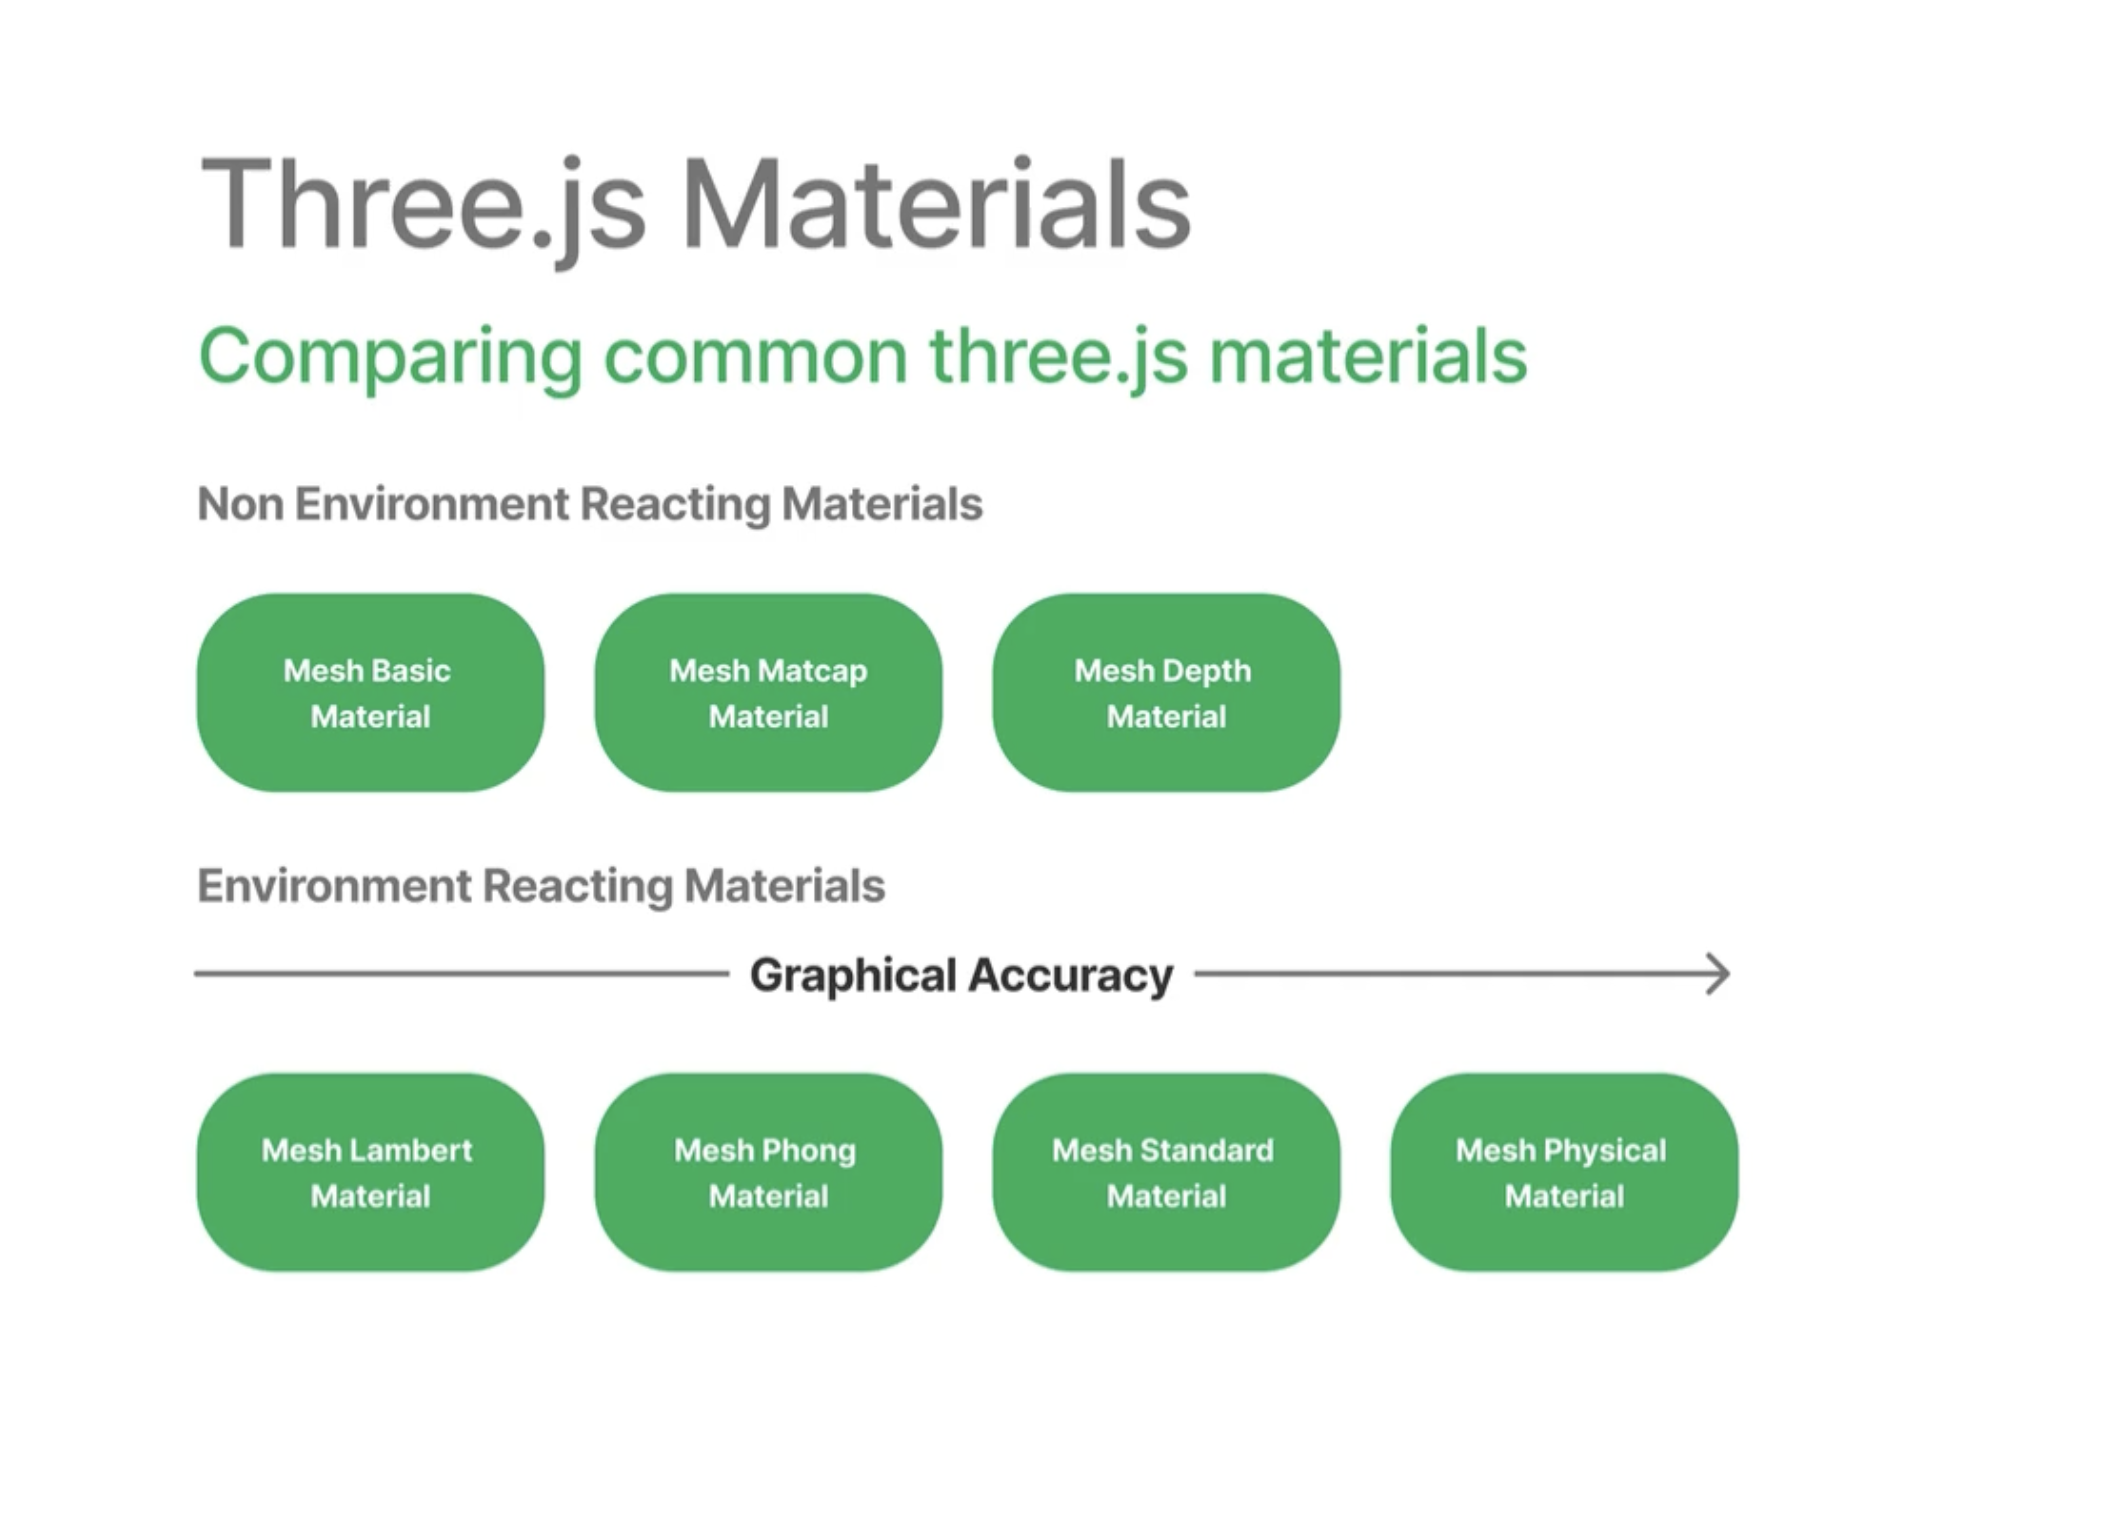 Three.js Materials
Comparing common three.js materials
Non Environment Reacting Materials
Mesh Basic
Material
Mesh Matcap
Material
Mesh Depth
Material
Environment Reacting Materials
Graphical Accuracy
Mesh Lambert
Material
Mesh Phong
Material
Mesh Standard
Material
Mesh Physical
Material